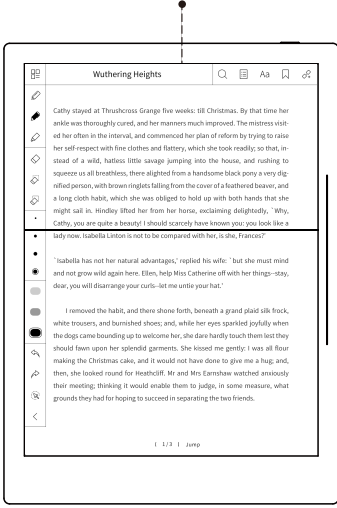 Wuthering Heights
Aa
Cathy stayed at Thrushcross Grange five weeks: till Christmas. By that time her
ankle was thoroughly cured, and her manners much improved. The mistress visit-
ed her often in the interval, and commenced her plan of reform by trying to raise
her self-respect with fine clothes and flattery, which she took readily; so that, in-
stead of a wild, hatless little savage jumping into the house, and rushing to
squeeze us all breathless, there alighted from a handsome black pony a very dig-
nified person, with brown ringlets falling from the cover of a feathered beaver, and
a long cloth habit, which she was obliged to hold up with both hands that she
might sail in. Hindley lifted her from her horse, exclaiming delightedly, `Why,
Cathy, you are quite a beauty! I should scarcely have known you: you look like a
lady now. Isabella Linton is not to be compared with her, is she, Frances?'
`Isabella has not her natural advantages,' replied his wife: ` but she must mind
and not grow wild again here. Ellen, help Miss Catherine off with her things--stay,
dear, you will disarrange your curls--let me untie your hat.'
I removed the habit, and there shone forth, beneath a grand plaid silk frock,
white trousers, and burnished shoes; and, while her eyes sparkled joyfully when
the dogs came bounding up to welcome her, she dare hardly touch them lest they
should fawn upon her splendid garments. She kissed me gently: I was all flour
making the Christmas cake, and it would not have done to give me a hug; and,
then, she looked round for Heathcliff. Mr and Mrs Earnshaw watched anxiously
their meeting; thinking it would enable them to judge, in some measure, what
grounds they had for hoping to succeed in separating the two friends.
( 1/3 ( Jump